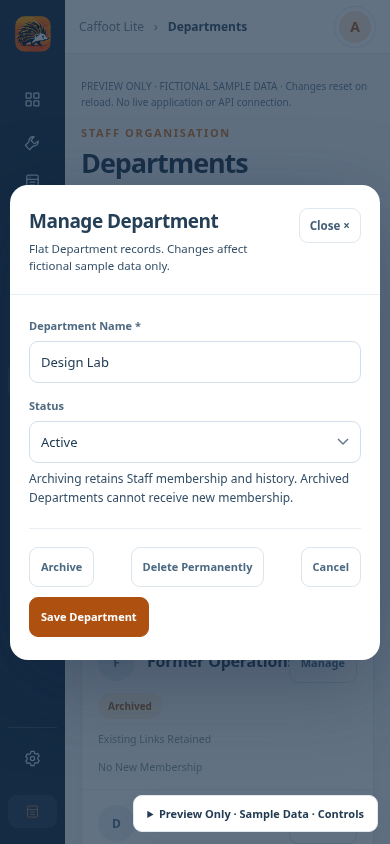 Caffoot Lite › Departments
A
PREVIEW ONLY · FICTIONAL SAMPLE DATA · Changes reset on
reload. No live application or API connection.
STAFF ORGANISATION
Departments
Manage Department
Close ×
Flat Department records. Changes affect
fictional sample data only.
Department Name *
Design Lab
Status
Active
Archiving retains Staff membership and history. Archived
Departments cannot receive new membership.
Archive
Delete Permanently
Cancel
Save Department
F
Former Operations
Manage
Archived
Existing Links Retained
No New Membership
D
▶ Preview Only · Sample Data · Controls